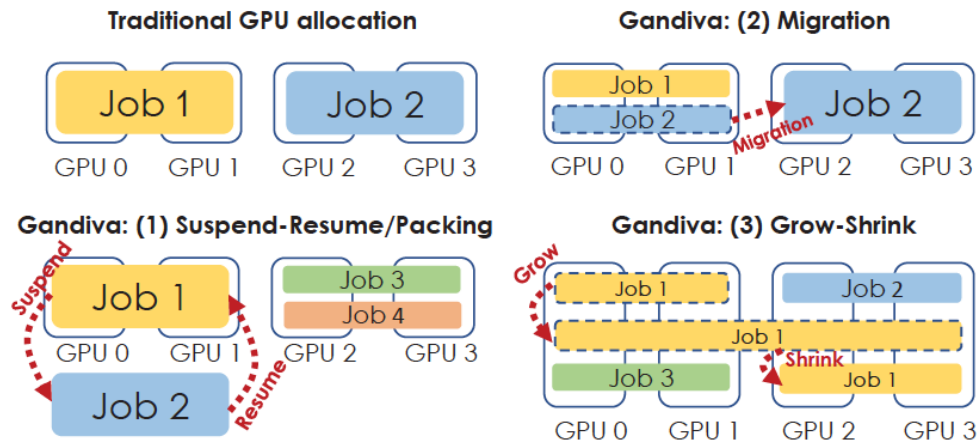 Traditional GPU allocation
Job 1
Job 2
GPU 0
GPU 1
GPU 2
GPU 3
Gandiva: (2) Migration
Job 1
Job 2
Migration
Job 2
GPU 0
GPU 1
GPU 2
GPU 3
Gandiva: (1) Suspend-Resume/Packing
Suspend
Job 1
GPU 0
GPU 1
Job 2
Resume
Job 3
Job 4
GPU 2
GPU 3
Gandiva: (3) Grow-Shrink
Grow
Job 1
Job 2
Job 1
Shrink
Job 3
Job 1
GPU 0
GPU 1
GPU 2
GPU 3